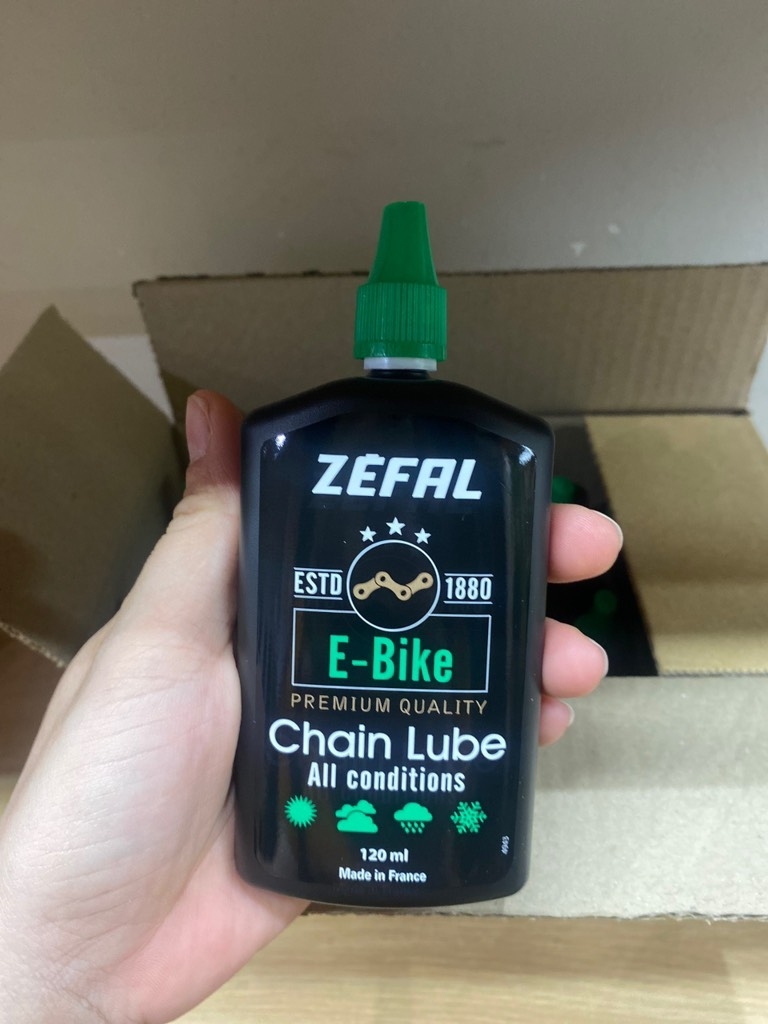 ZÉFAL
ESTD 1880
E-Bike
PREMIUM QUALITY
Chain Lube
All conditions
120 ml
Made in France